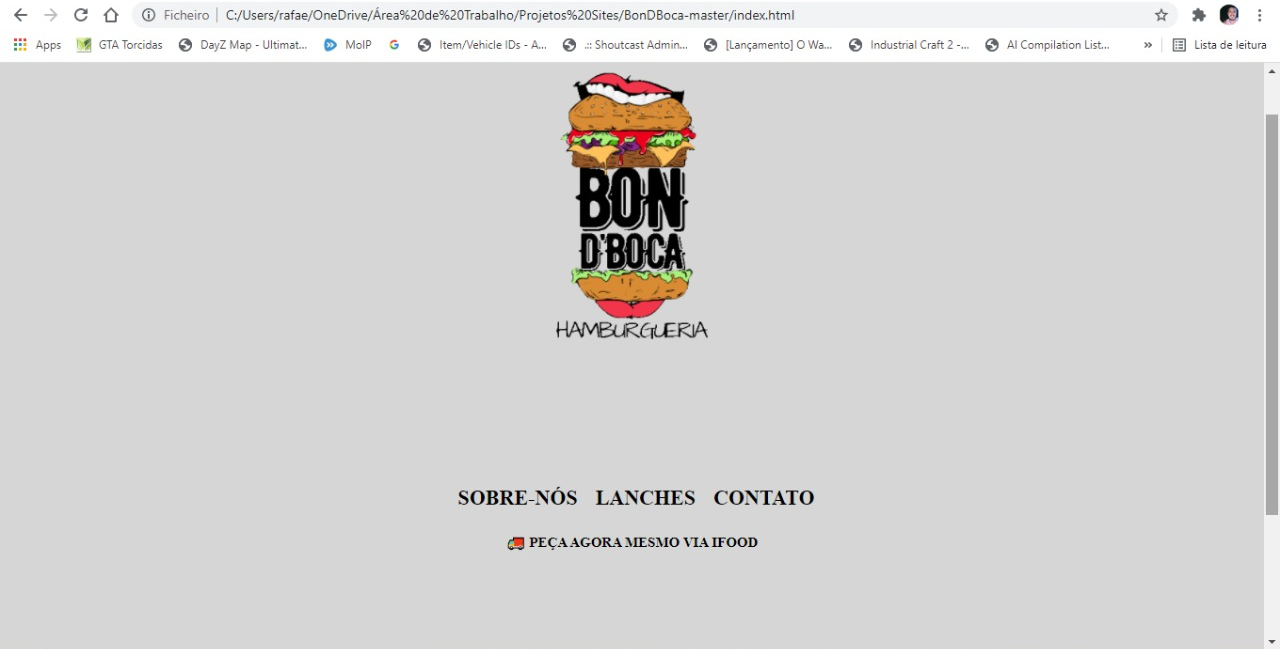 Ficheiro | C:/Users/rafae/OneDrive/Área%20de%20Trabalho/Projetos%20Sites/BonDBoca-master/index.html
Apps GTA Torcidas DayZ Map - Ultimat... MoIP Item/Vehicle IDs - A... .:: Shoutcast Admin... [Lançamento] O Wa... Industrial Craft 2 -... AI Compilation List... » Lista de leitura
BON
D'BOCA
HAMBURGUERIA
SOBRE-NÓS LANCHES CONTATO
🚚 PEÇA AGORA MESMO VIA IFOOD